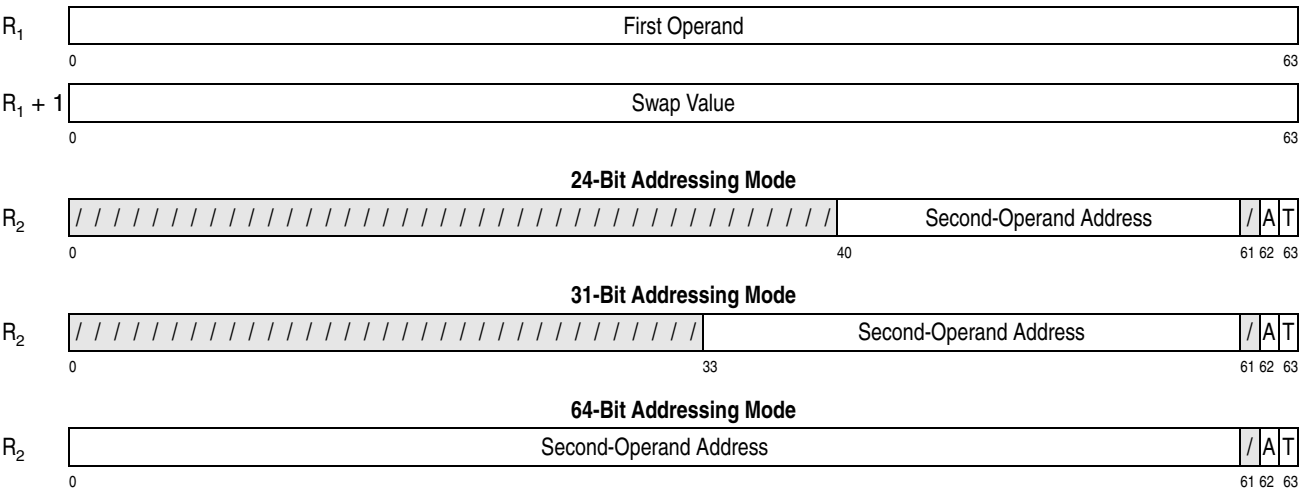 R1 First Operand
0 63
R1 + 1 Swap Value
0 63
24-Bit Addressing Mode
R2 / / / / / / / / / / / / / / / / / / / / / / / / / / / / / / / / / / / / / / / / Second-Operand Address / A T
0 40 61 62 63
31-Bit Addressing Mode
R2 / / / / / / / / / / / / / / / / / / / / / / / / / / / / / / / / / Second-Operand Address / A T
0 33 61 62 63
64-Bit Addressing Mode
R2 Second-Operand Address / A T
0 61 62 63